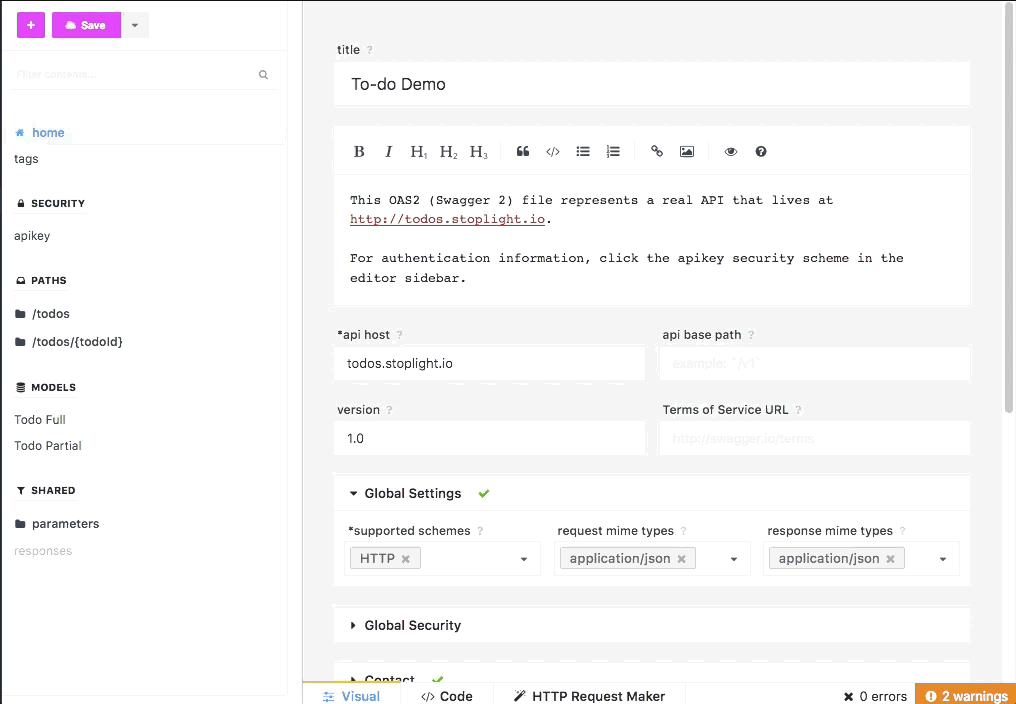 + Save
Filter contents...
home
tags
SECURITY
apikey
PATHS
/todos
/todos/{todoId}
MODELS
Todo Full
Todo Partial
SHARED
parameters
responses
title ?
To-do Demo
B I H1 H2 H3
This OAS2 (Swagger 2) file represents a real API that lives at
http://todos.stoplight.io.
For authentication information, click the apikey security scheme in the
editor sidebar.
*api host ? api base path ?
todos.stoplight.io example: `/v1`
version ? Terms of Service URL ?
1.0 http://swagger.io/terms
Global Settings
*supported schemes ? request mime types ? response mime types ?
HTTP application/json application/json
Global Security
Contact
Visual </> Code HTTP Request Maker 0 errors 2 warnings